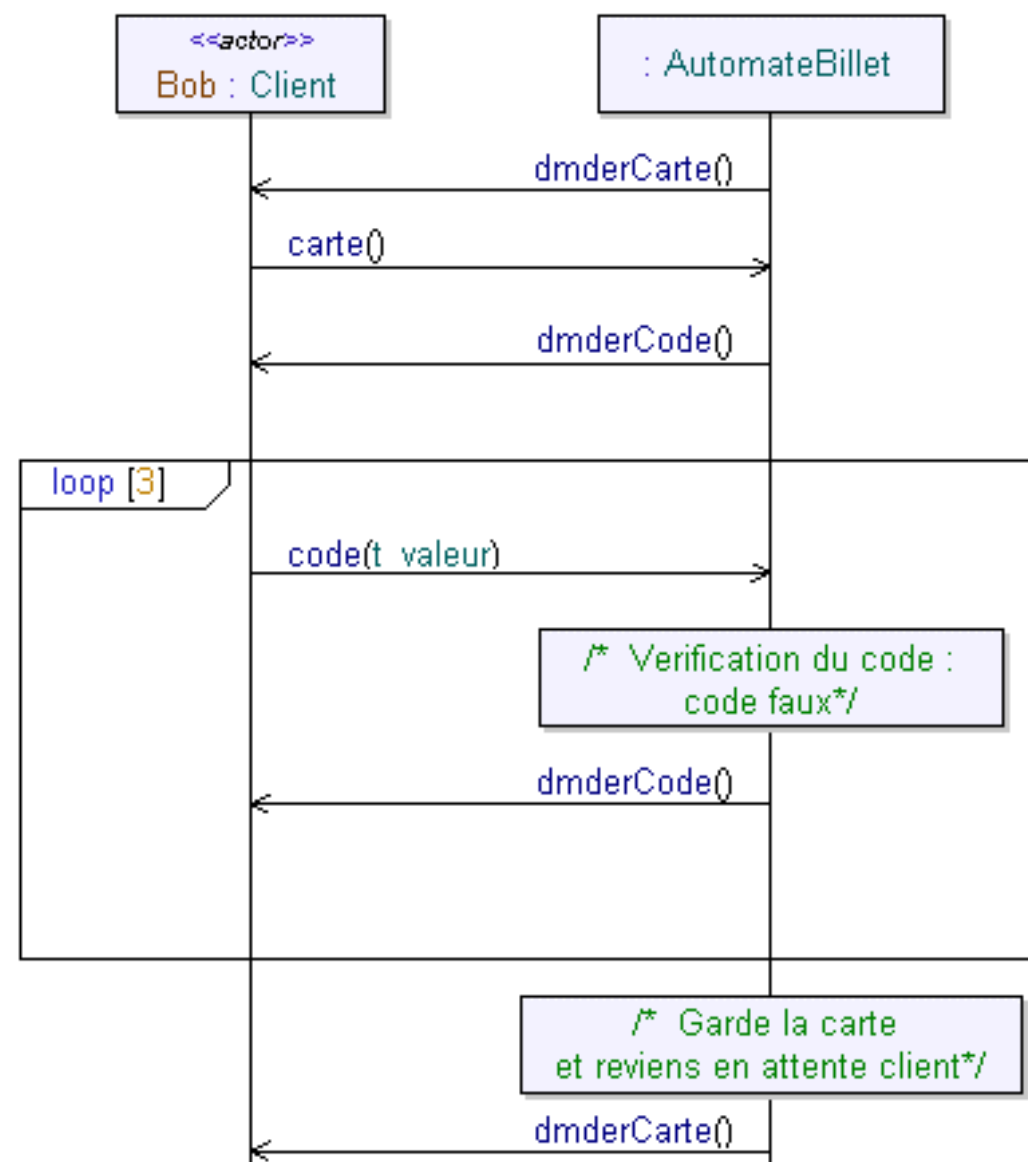 <<actor>>
Bob : Client
: AutomateBillet
dmderCarte()
carte()
dmderCode()
loop [3]
code(t_valeur)
/* Verification du code :
code faux*/
dmderCode()
/* Garde la carte
et reviens en attente client*/
dmderCarte()